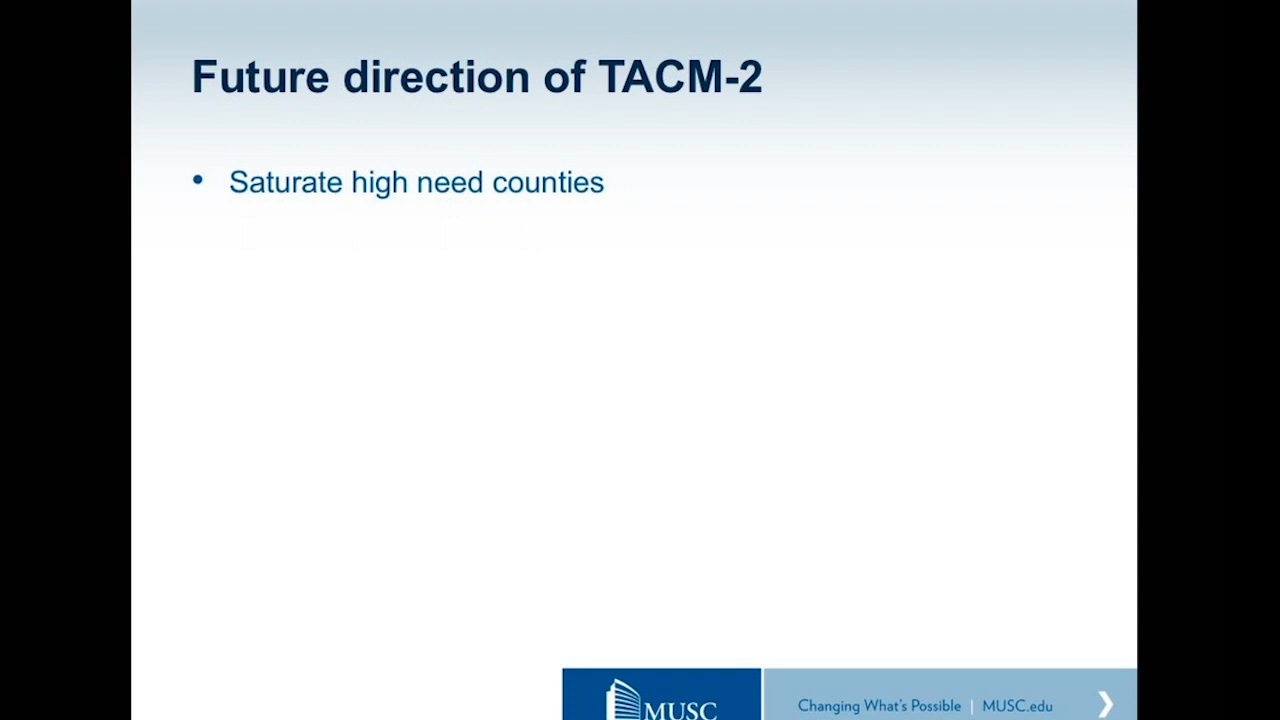 Future direction of TACM-2
• Saturate high need counties
MUSC
Changing What's Possible | MUSC.edu